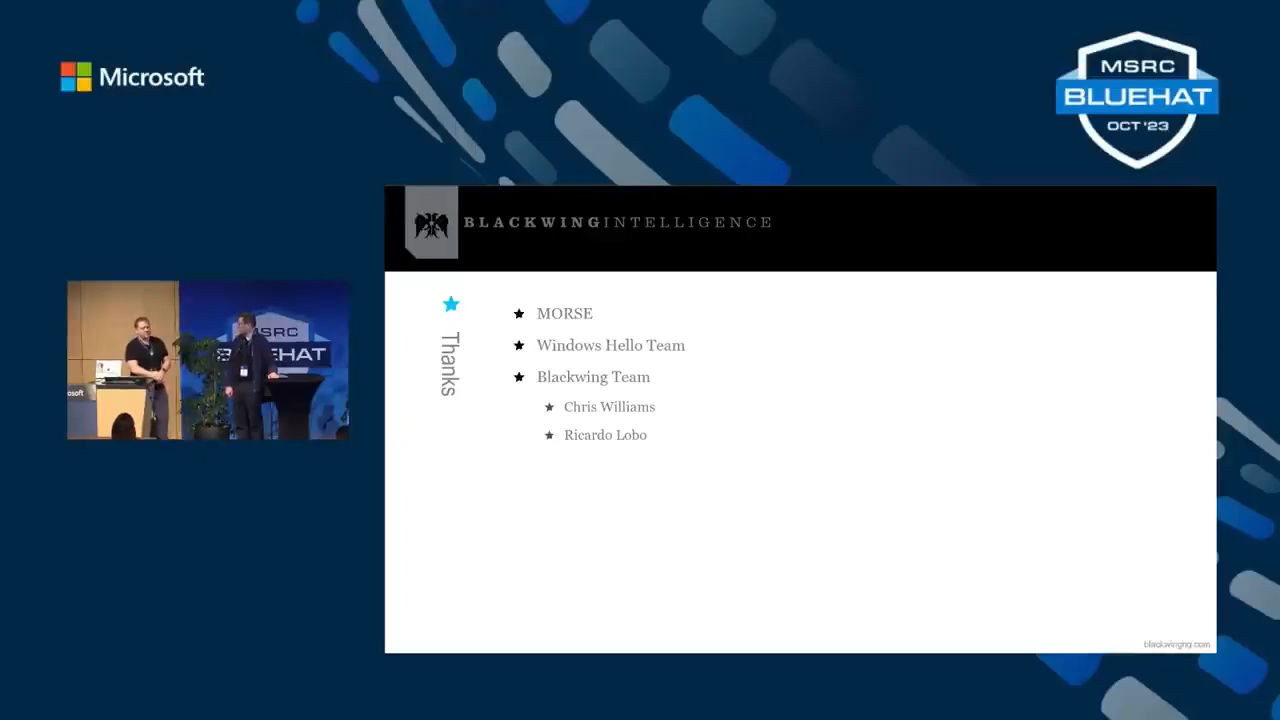 Microsoft
MSRC
BLUEHAT
OCT '23
BLACKWINGINTELLIGENCE
Thanks
MORSE
Windows Hello Team
Blackwing Team
Chris Williams
Ricardo Lobo
MSRC
BLUEHAT
blackwinghq.com